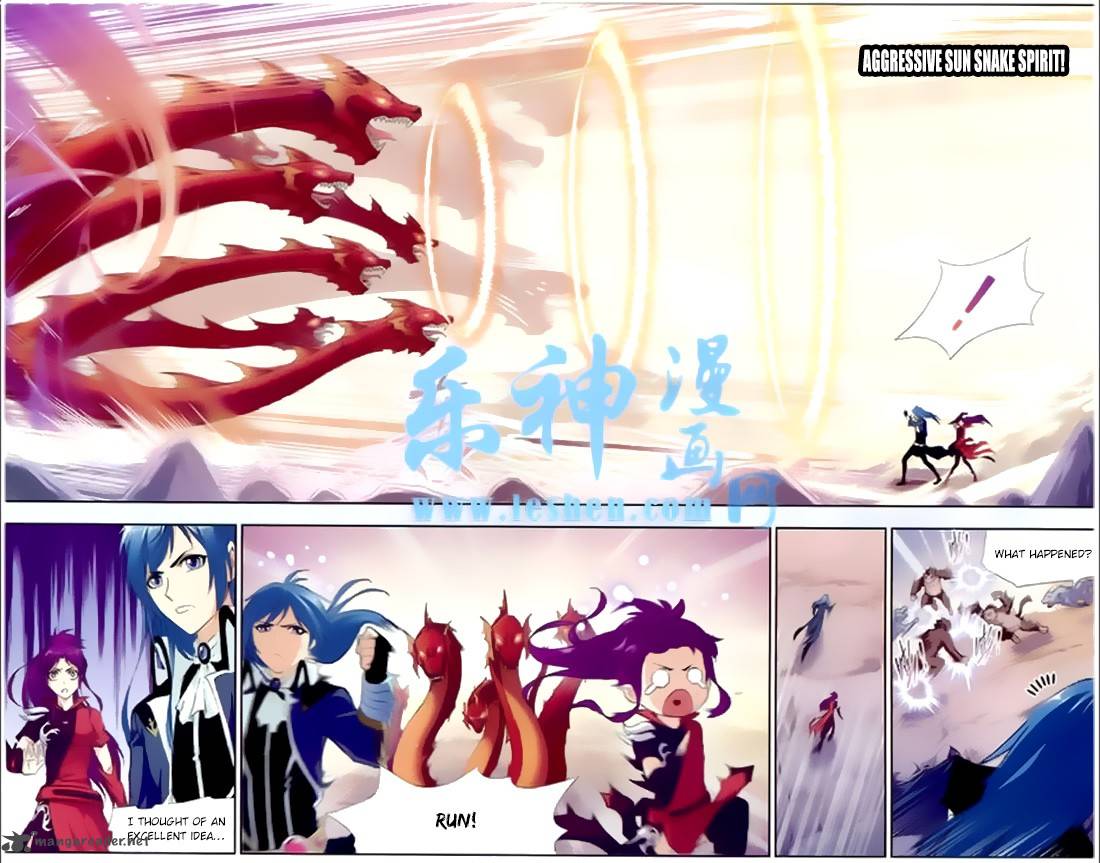 AGGRESSIVE SUN SNAKE SPIRIT!
!
乐神漫画网
www.leshen.com
I THOUGHT OF AN
EXCELLENT IDEA...
RUN!
WHAT HAPPENED?
mangareader.net